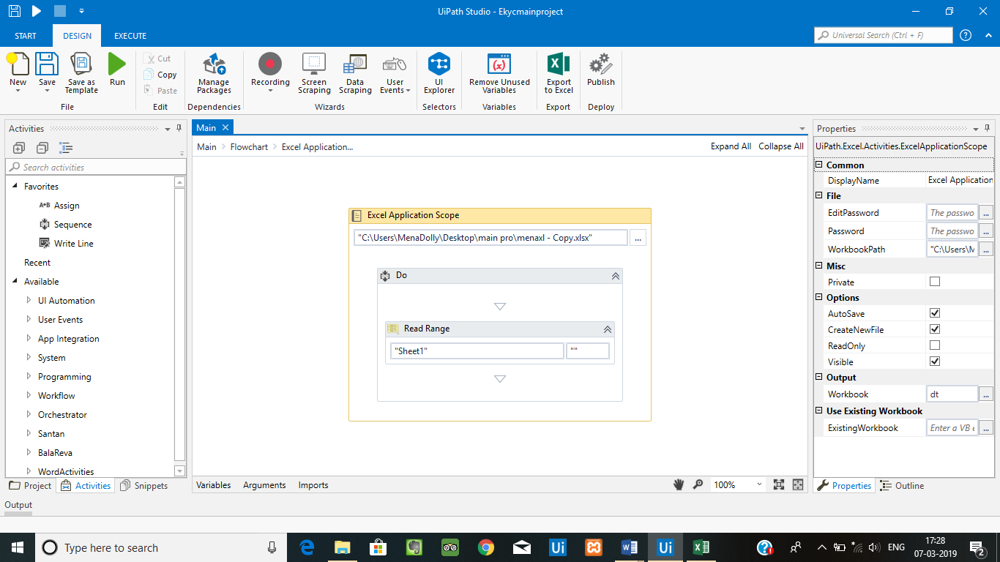 UiPath Studio - Ekycmainproject
START DESIGN EXECUTE
Universal Search (Ctrl + F)
New Save Save as Template Run
Cut
Copy
Paste
Manage Packages
Recording Screen Scraping Data Scraping User Events
UI Explorer
Remove Unused Variables
Export to Excel
Publish
File Edit Dependencies Wizards Selectors Variables Export Deploy
Activities
Search activities
Favorites
A+B Assign
Sequence
Write Line
Recent
Available
UI Automation
User Events
App Integration
System
Programming
Workflow
Orchestrator
Santan
BalaReva
WordActivities
Project Activities Snippets
Output
Main
Main Flowchart Excel Application...
Expand All Collapse All
Excel Application Scope
"C:\Users\MenaDolly\Desktop\main pro\menaxl - Copy.xlsx" ...
Do
Read Range
"Sheet1" ""
Variables Arguments Imports
100%
Properties
UiPath.Excel.Activities.ExcelApplicationScope
Common
DisplayName Excel Application
File
EditPassword The passwo ...
Password The passwo ...
WorkbookPath "C:\Users\M ...
Misc
Private
Options
AutoSave
CreateNewFile
ReadOnly
Visible
Output
Workbook dt ...
Use Existing Workbook
ExistingWorkbook Enter a VB e ...
Properties Outline
Type here to search
Ui Ui
ENG
17:28
07-03-2019
2